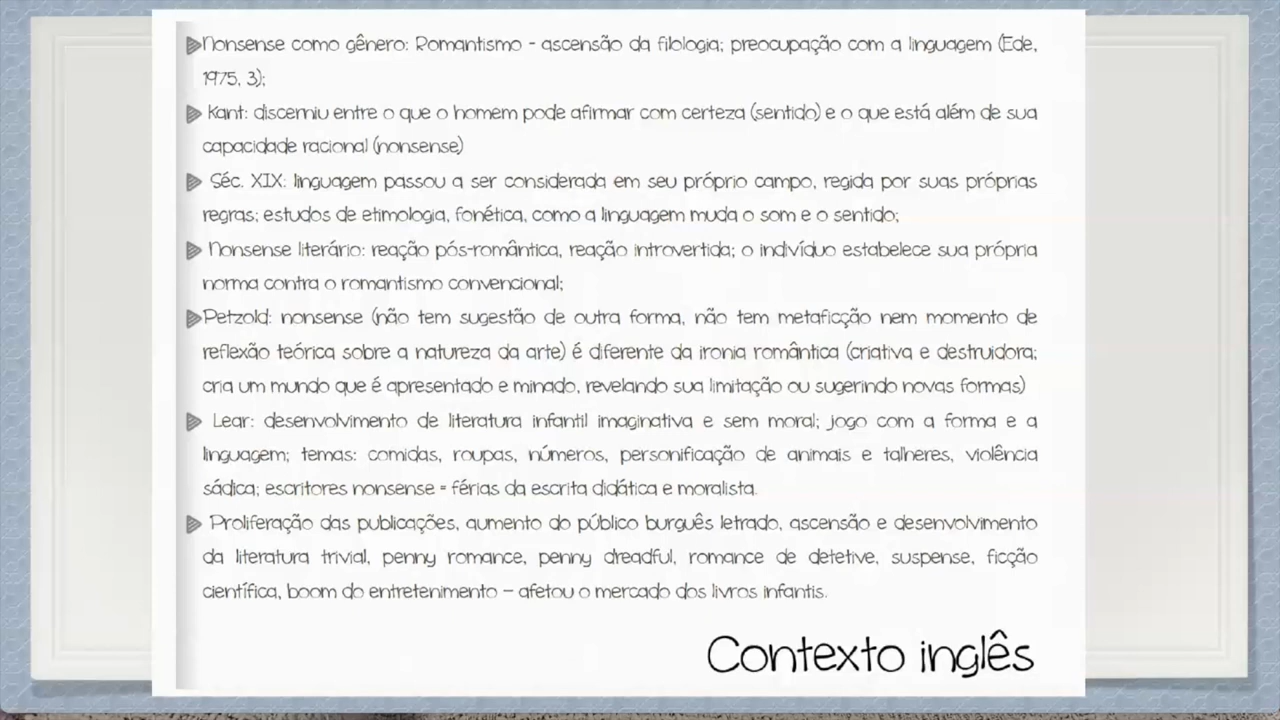 Nonsense como gênero: Romantismo - ascensão da filologia; preocupação com a linguagem (Ede,
1975, 3);
Kant: discerniu entre o que o homem pode afirmar com certeza (sentido) e o que está além de sua
capacidade racional (nonsense)
Séc. XIX: linguagem passou a ser considerada em seu próprio campo, regida por suas próprias
regras; estudos de etimologia, fonética, como a linguagem muda o som e o sentido;
Nonsense literário: reação pós-romântica, reação introvertida; o indivíduo estabelece sua própria
norma contra o romantismo convencional;
Petzold: nonsense (não tem sugestão de outra forma, não tem metaficção nem momento de
reflexão teórica sobre a natureza da arte) é diferente da ironia romântica (criativa e destruidora;
cria um mundo que é apresentado e minado, revelando sua limitação ou sugerindo novas formas)
Lear: desenvolvimento de literatura infantil imaginativa e sem moral; jogo com a forma e a
linguagem; temas: comidas, roupas, números, personificação de animais e talheres, violência
sádica; escritores nonsense = férias da escrita didática e moralista.
Proliferação das publicações, aumento do público burguês letrado, ascensão e desenvolvimento
da literatura trivial, penny romance, penny dreadful, romance de detetive, suspense, ficção
científica, boom do entretenimento – afetou o mercado dos livros infantis.
Contexto inglês